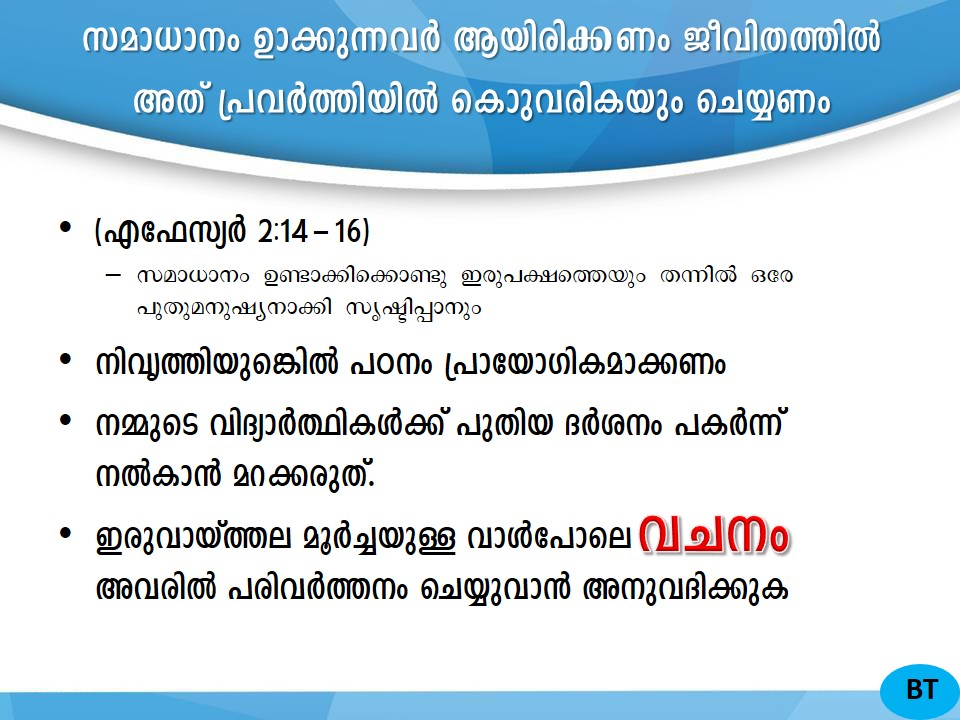 സമാധാനം ഉാക്കുന്നവർ ആയിരിക്കണം ജീവിതത്തിൽ
അത് പ്രവർത്തിയിൽ കൊുവരികയും ചെയ്യണം
• (എഫേസ്യർ 2:14 – 16)
– സമാധാനം ഉണ്ടാക്കിക്കൊണ്ടു ഇരുപക്ഷത്തെയും തന്നിൽ ഒരേ
പുതുമനുഷ്യനാക്കി സൃഷ്ടിപ്പാനും
• നിവൃത്തിയുങ്കെിൽ പഠനം പ്രായോഗികമാക്കണം
• നമ്മുടെ വിദ്യാർത്ഥികൾക്ക് പുതിയ ദർശനം പകർന്ന്
നൽകാൻ മറക്കരുത്.
• ഇരുവായ്ത്തല മൂർച്ചയുള്ള വാൾപോലെ വചനം
അവരിൽ പരിവർത്തനം ചെയ്യുവാൻ അനുവദിക്കുക
BT